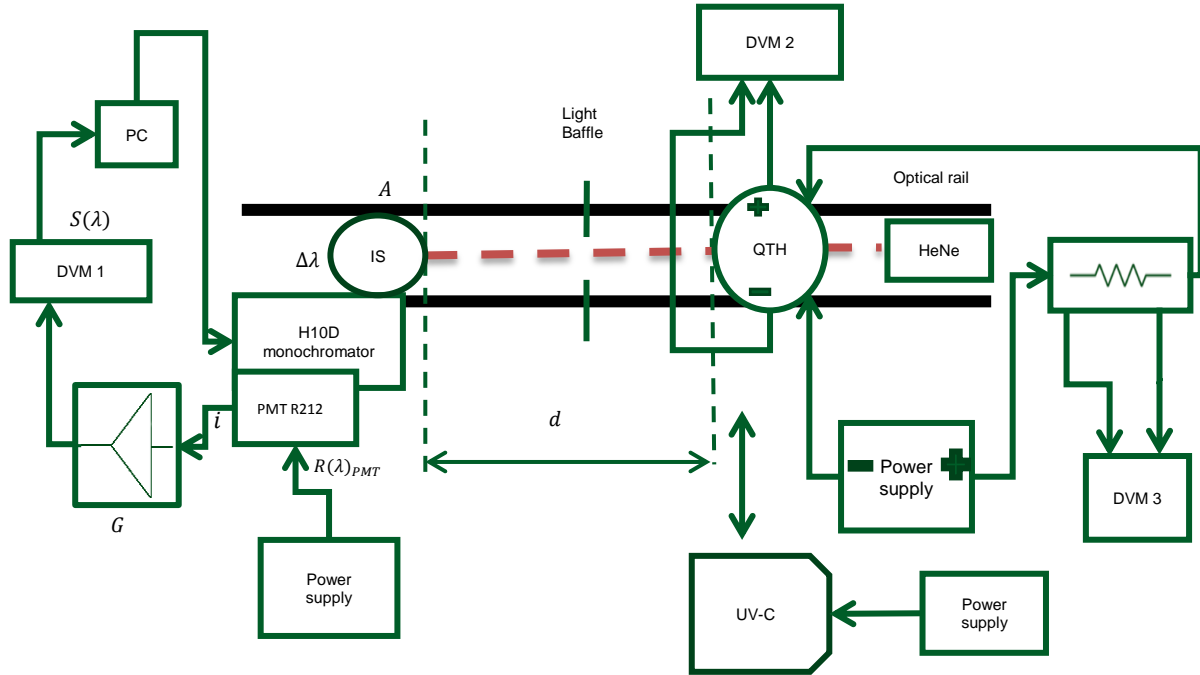 DVM 2
PC
Light
Baffle
A
Optical rail
S(λ)
+
DVM 1
Δλ
IS
QTH
HeNe
−
H10D
monochromator
PMT R212
i
d
R(λ)PMT
− Power +
supply
DVM 3
G
Power
supply
UV-C
Power
supply